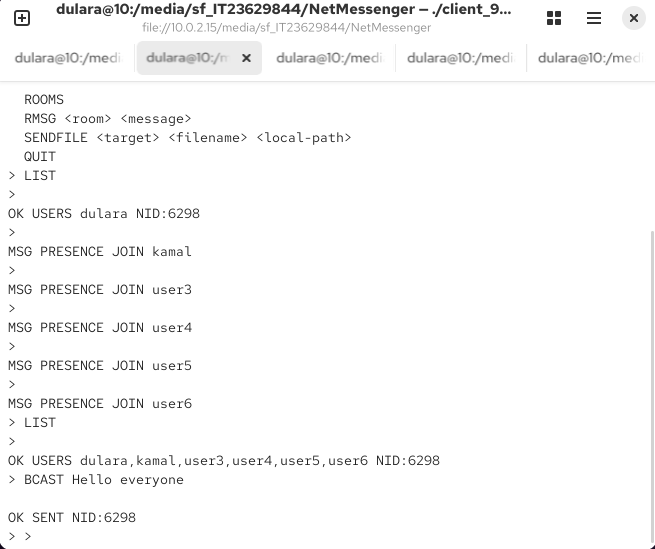 dulara@10:/media/sf_IT23629844/NetMessenger — ./client_9...
file://10.0.2.15/media/sf_IT23629844/NetMessenger
dulara@10:/medi dulara@10:/m dulara@10:/medi dulara@10:/medi dulara@10:/med
ROOMS
RMSG <room> <message>
SENDFILE <target> <filename> <local-path>
QUIT
> LIST
>
OK USERS dulara NID:6298
>
MSG PRESENCE JOIN kamal
>
MSG PRESENCE JOIN user3
>
MSG PRESENCE JOIN user4
>
MSG PRESENCE JOIN user5
>
MSG PRESENCE JOIN user6
> LIST
>
OK USERS dulara,kamal,user3,user4,user5,user6 NID:6298
> BCAST Hello everyone
OK SENT NID:6298
> >